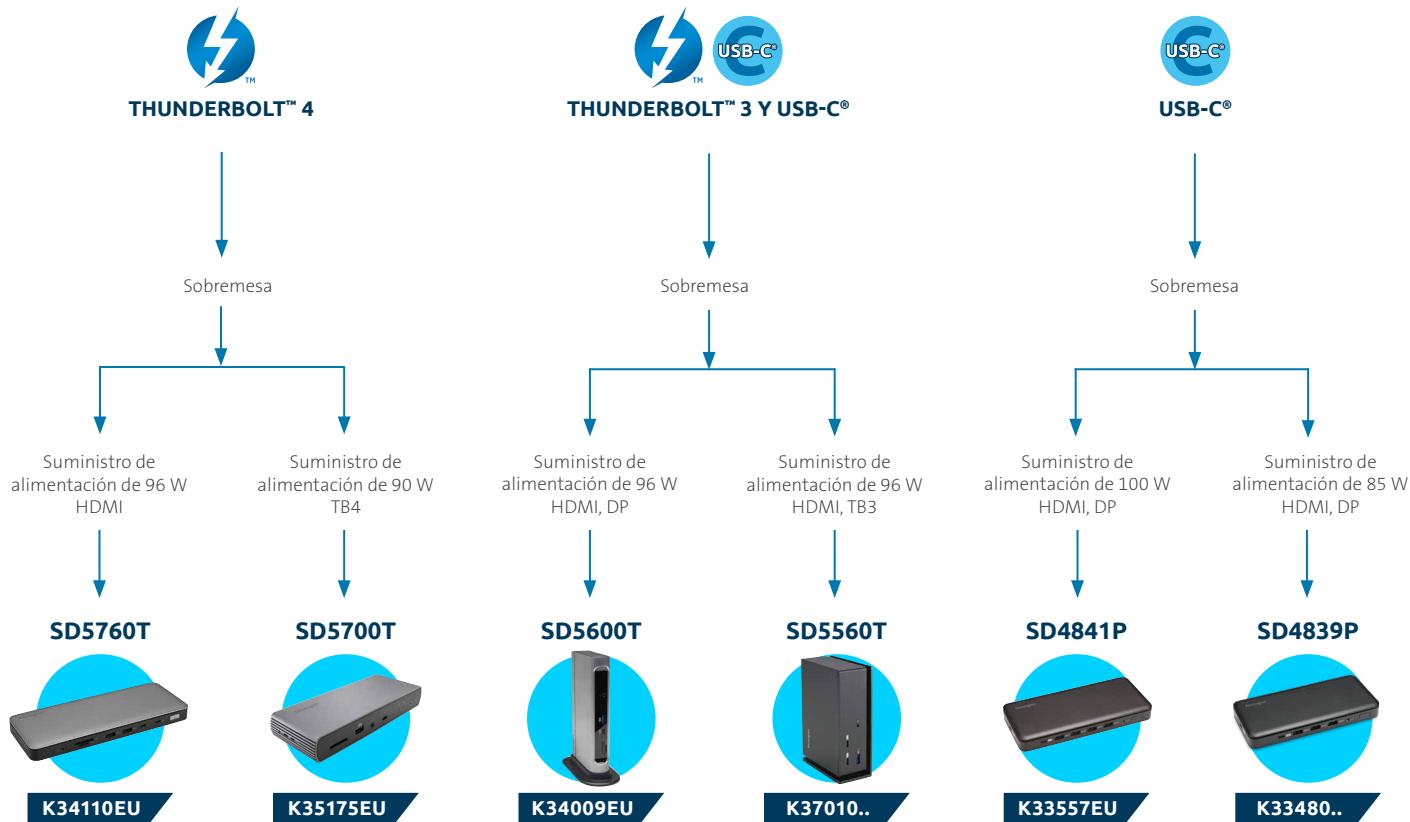 USB-C®
USB-C®
TM
TM
THUNDERBOLT™ 4
THUNDERBOLT™ 3 Y USB-C®
USB-C®
Sobremesa
Sobremesa
Sobremesa
Suministro de
alimentación de 96 W
HDMI
Suministro de
alimentación de 90 W
TB4
Suministro de
alimentación de 96 W
HDMI, DP
Suministro de
alimentación de 96 W
HDMI, TB3
Suministro de
alimentación de 100 W
HDMI, DP
Suministro de
alimentación de 85 W
HDMI, DP
SD5760T
SD5700T
SD5600T
SD5560T
SD4841P
SD4839P
K34110EU
K35175EU
K34009EU
K37010..
K33557EU
K33480..